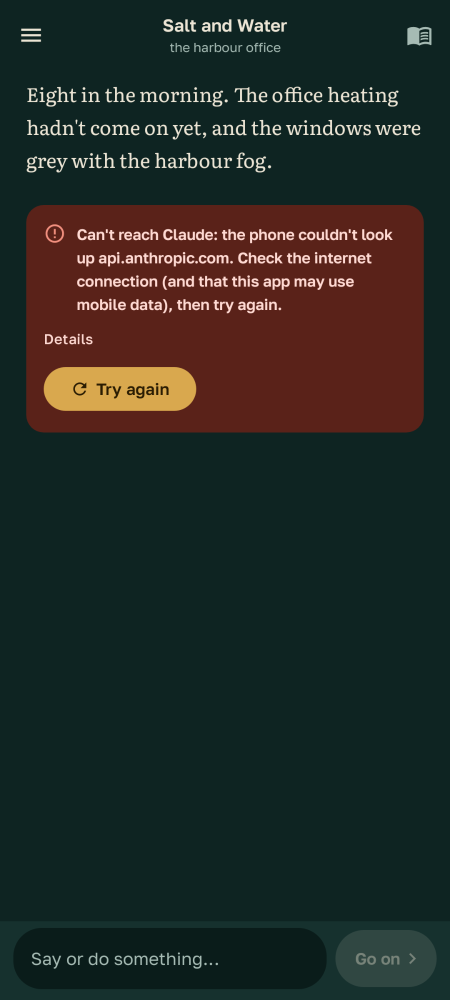 Salt and Water
the harbour office
Eight in the morning. The office heating
hadn't come on yet, and the windows were
grey with the harbour fog.
Can't reach Claude: the phone couldn't look
up api.anthropic.com. Check the internet
connection (and that this app may use
mobile data), then try again.
Details
Try again
Say or do something...
Go on